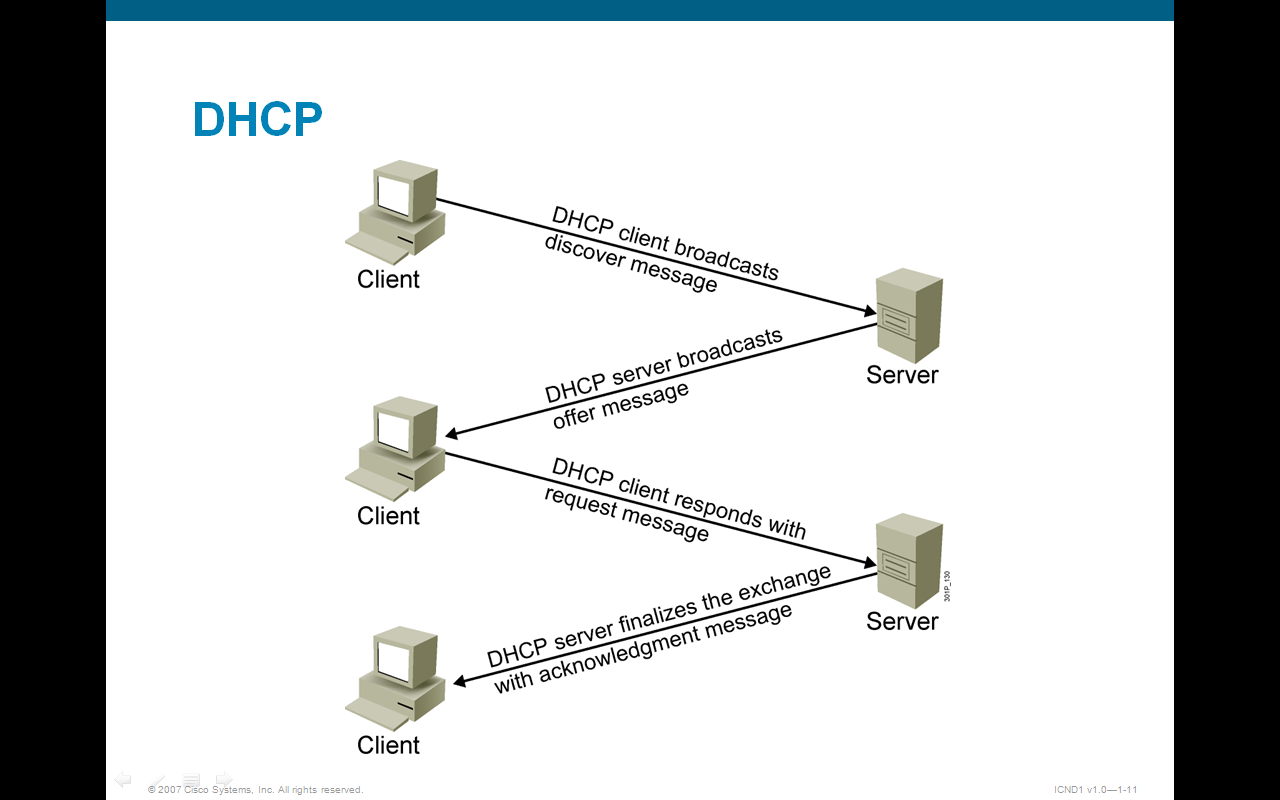 DHCP
DHCP client broadcasts
discover message
Client
Server
DHCP server broadcasts
offer message
Client
DHCP client responds with
request message
301P_130
Server
DHCP server finalizes the exchange
with acknowledgment message
Client
© 2007 Cisco Systems, Inc. All rights reserved.
ICND1 v1.0—1-11